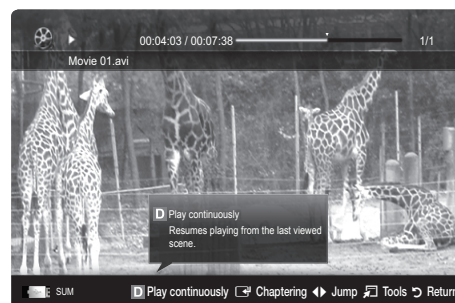 00:04:03 / 00:07:38 1/1
Movie 01.avi
D Play continuously
Resumes playing from the last viewed
scene.
SUM D Play continuously Chaptering Jump Tools Return